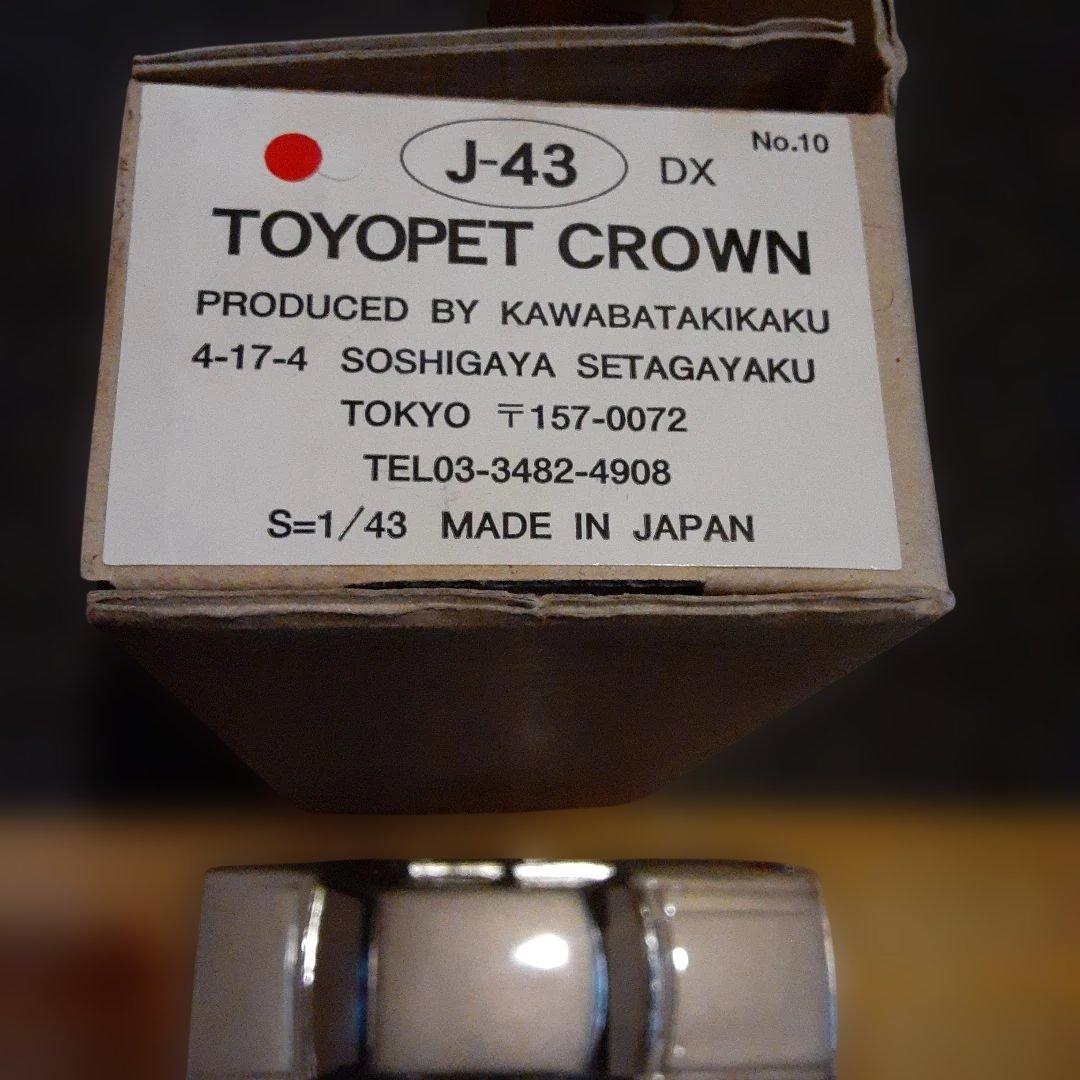 J-43 DX No.10
TOYOPET CROWN
PRODUCED BY KAWABATAKIKAKU
4-17-4 SOSHIGAYA SETAGAYAKU
TOKYO 〒157-0072
TEL03-3482-4908
S=1/43 MADE IN JAPAN